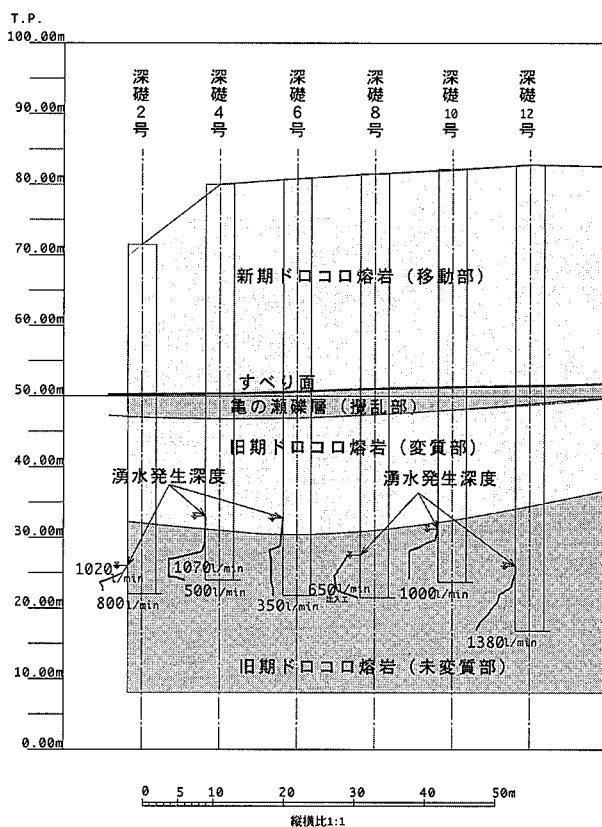 T.P.
100.00m
90.00m
80.00m
70.00m
60.00m
50.00m
40.00m
30.00m
20.00m
10.00m
0.00m
深礎2号
深礎4号
深礎6号
深礎8号
深礎10号
深礎12号
新期ドロコロ熔岩（移動部）
すべり面
亀の瀬礫層（攪乱部）
旧期ドロコロ熔岩（変質部）
湧水発生深度
湧水発生深度
1020l/min
800l/min
1070l/min
500l/min
350l/min
650l/min
注入工
1000l/min
1380l/min
旧期ドロコロ熔岩（未変質部）
0 5 10 20 30 40 50m
縦横比1:1